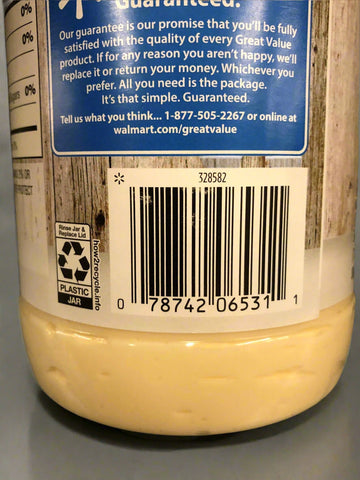 Guaranteed.
Our guarantee is our promise that you'll be fully
satisfied with the quality of every Great Value
product. If for any reason you aren't happy, we'll
replace it or return your money. Whichever you
prefer. All you need is the package.
It's that simple. Guaranteed.
Tell us what you think... 1-877-505-2267 or online at
walmart.com/greatvalue
0%
0%
0%
OR
328582
Rinse Jar &
Replace Lid
PLASTIC
JAR
how2recycle.info
0 78742 06531 1